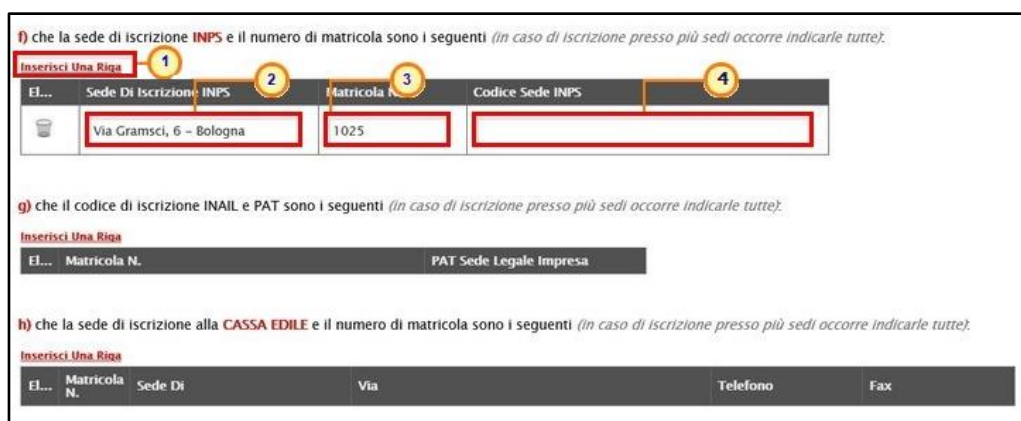 f) che la sede di iscrizione INPS e il numero di matricola sono i seguenti (in caso di iscrizione presso più sedi occorre indicarle tutte):
Inserisci Una Riga 1
2 3 4
El... Sede Di Iscrizione INPS Matricola N. Codice Sede INPS
Via Gramsci, 6 – Bologna 1025
g) che il codice di iscrizione INAIL e PAT sono i seguenti (in caso di iscrizione presso più sedi occorre indicarle tutte):
Inserisci Una Riga
El... Matricola N. PAT Sede Legale Impresa
h) che la sede di iscrizione alla CASSA EDILE e il numero di matricola sono i seguenti (in caso di iscrizione presso più sedi occorre indicarle tutte):
Inserisci Una Riga
El... Matricola N. Sede Di Via Telefono Fax